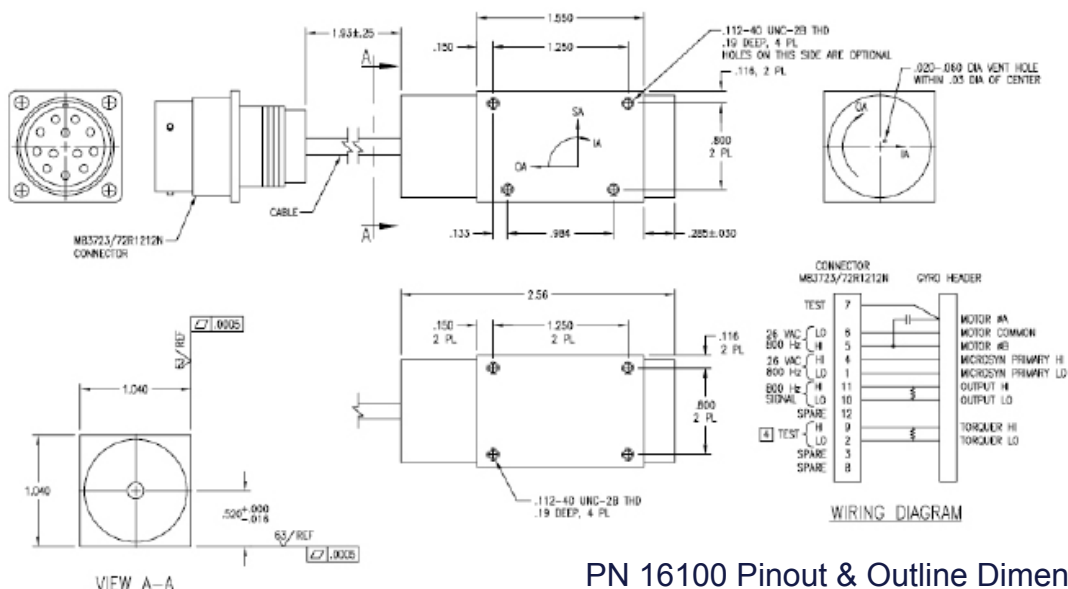 1.550
.150
1.250
1.93±.25
.112-40 UNC-2B THD
.19 DEEP, 4 PL
HOLES ON THIS SIDE ARE OPTIONAL
.116, 2 PL
.020-.060 DIA VENT HOLE
WITHIN .03 DIA OF CENTER
A
SA
IA
OA
.800
2 PL
OA
IA
CABLE
A
M83723/72R1212N
CONNECTOR
.133
.984
.285±.030
2.56
.150
2 PL
1.250
2 PL
.116
2 PL
.800
2 PL
.112-40 UNC-2B THD
.19 DEEP, 4 PL
.0005
63/REF
1.040
1.040
.520+.000
-.016
63/REF
.0005
VIEW A-A
CONNECTOR
M83723/72R1212N
GYRO HEADER
TEST 7 MOTOR ØA
26 VAC LO 6 MOTOR COMMON
800 Hz HI 5 MOTOR ØB
26 VAC HI 4 MICROSYN PRIMARY HI
800 Hz LO 1 MICROSYN PRIMARY LO
800 Hz HI 11 OUTPUT HI
SIGNAL LO 10 OUTPUT LO
SPARE 12
4 TEST HI 9 TORQUER HI
LO 2 TORQUER LO
SPARE 3
SPARE 8
WIRING DIAGRAM
PN 16100 Pinout & Outline Dimen